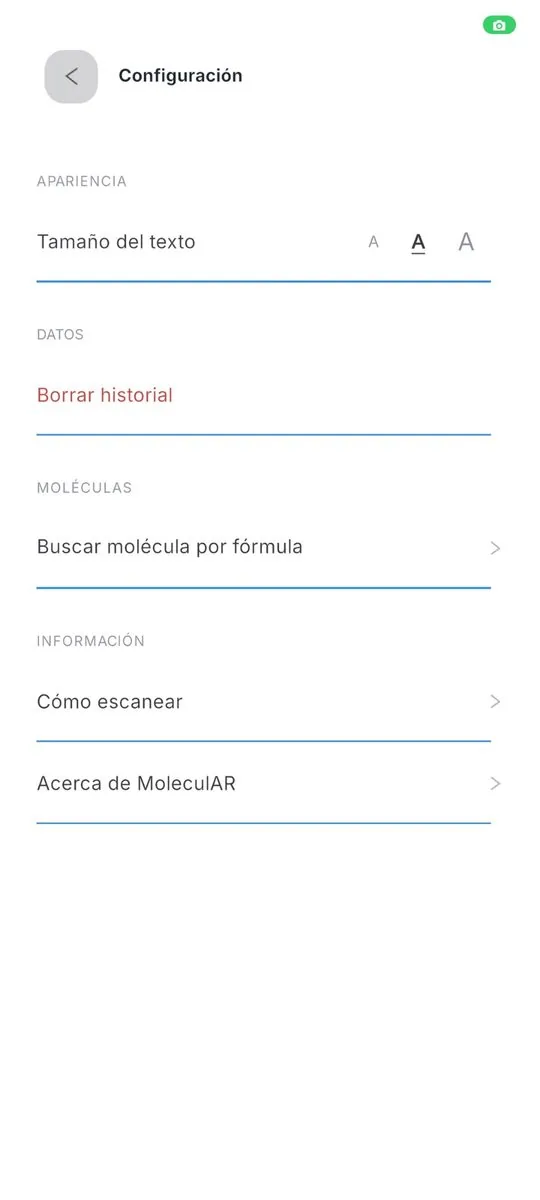 Configuración
APARIENCIA
Tamaño del texto A A A
DATOS
Borrar historial
MOLÉCULAS
Buscar molécula por fórmula
INFORMACIÓN
Cómo escanear
Acerca de MoleculAR